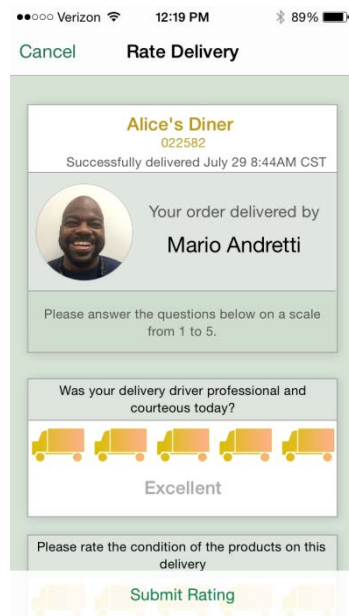 Verizon 12:19 PM 89%
Cancel Rate Delivery
Alice's Diner
022582
Successfully delivered July 29 8:44AM CST
Your order delivered by
Mario Andretti
Please answer the questions below on a scale
from 1 to 5.
Was your delivery driver professional and
courteous today?
Excellent
Please rate the condition of the products on this
delivery
Submit Rating